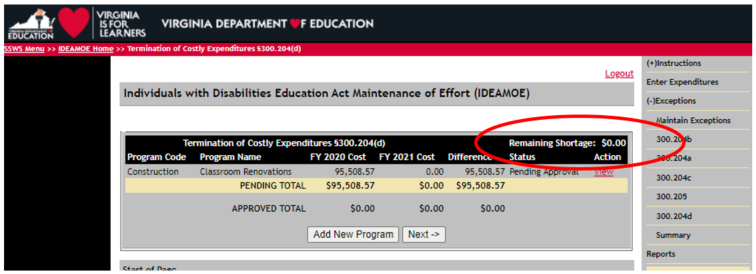 VIRGINIA
IS FOR
LEARNERS
EDUCATION
VIRGINIA DEPARTMENT OF EDUCATION
SSWS Menu >> IDEAMOE Home >> Termination of Costly Expenditures §300.204(d)
Logout
Individuals with Disabilities Education Act Maintenance of Effort (IDEAMOE)
Termination of Costly Expenditures §300.204(d) Remaining Shortage: $0.00
Program Code Program Name FY 2020 Cost FY 2021 Cost Difference Status Action
Construction Classroom Renovations 95,508.57 0.00 95,508.57 Pending Approval View
PENDING TOTAL $95,508.57 $0.00 $95,508.57
APPROVED TOTAL $0.00 $0.00 $0.00
Add New Program Next ->
Start of Page
(+)Instructions
Enter Expenditures
(-)Exceptions
Maintain Exceptions
300.204b
300.204a
300.204c
300.205
300.204d
Summary
Reports